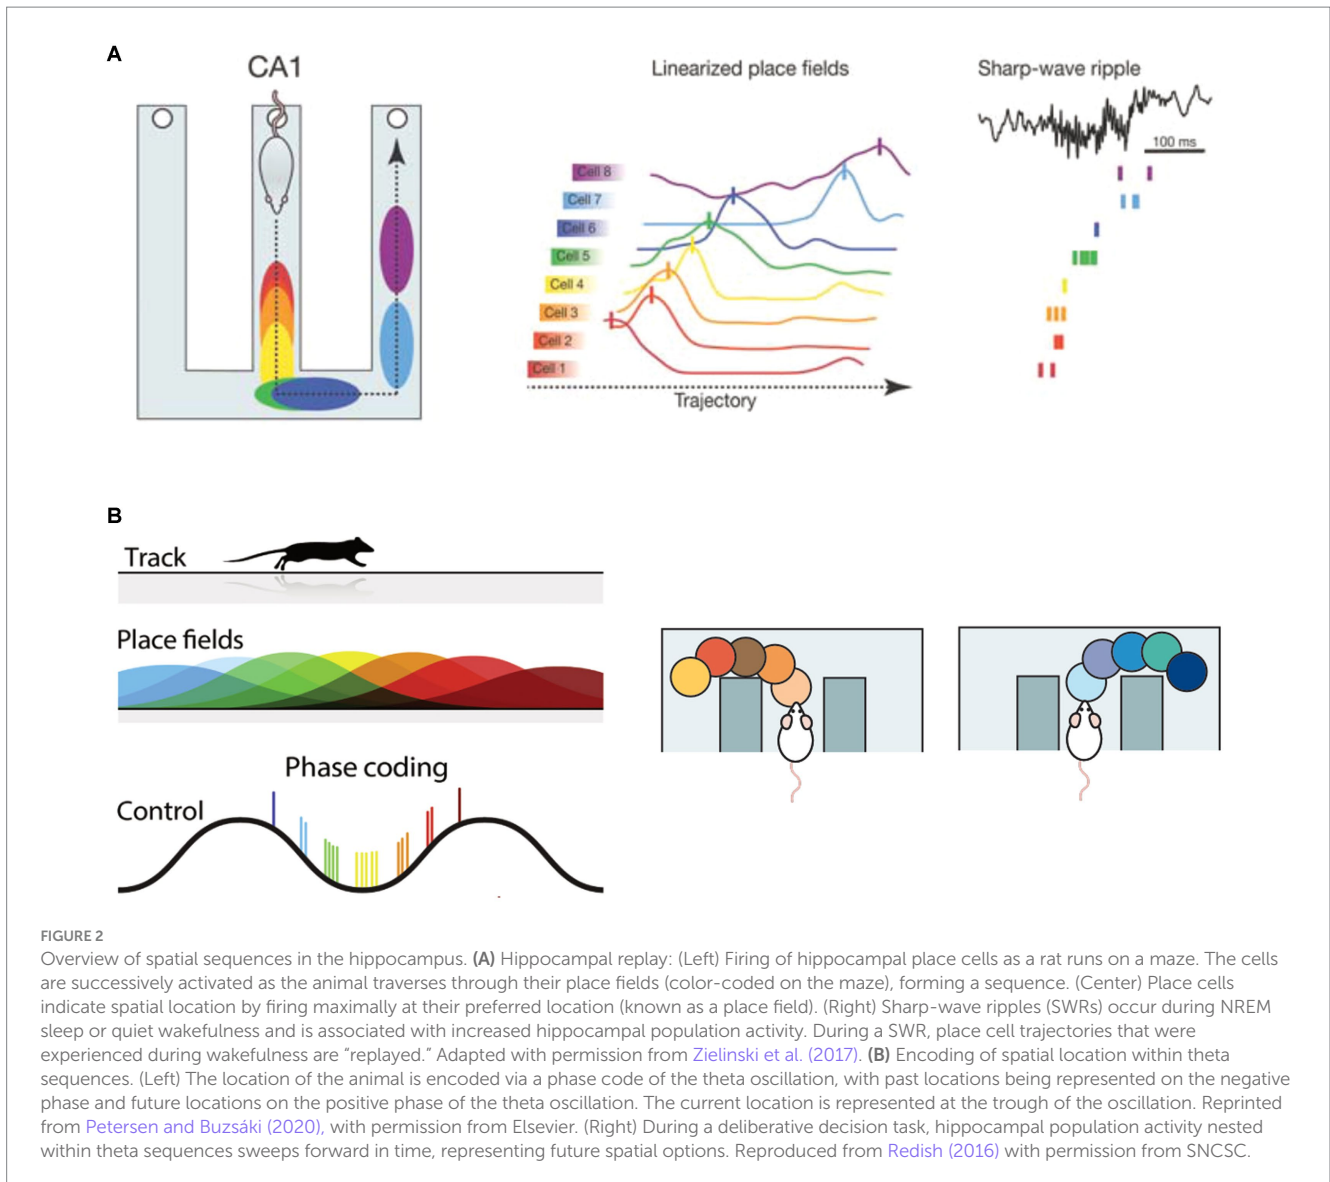 A
CA1
Linearized place fields
Sharp-wave ripple
100 ms
Cell 8
Cell 7
Cell 6
Cell 5
Cell 4
Cell 3
Cell 2
Cell 1
Trajectory
B
Track
Place fields
Phase coding
Control
FIGURE 2
Overview of spatial sequences in the hippocampus. (A) Hippocampal replay: (Left) Firing of hippocampal place cells as a rat runs on a maze. The cells
are successively activated as the animal traverses through their place fields (color-coded on the maze), forming a sequence. (Center) Place cells
indicate spatial location by firing maximally at their preferred location (known as a place field). (Right) Sharp-wave ripples (SWRs) occur during NREM
sleep or quiet wakefulness and is associated with increased hippocampal population activity. During a SWR, place cell trajectories that were
experienced during wakefulness are “replayed.” Adapted with permission from Zielinski et al. (2017). (B) Encoding of spatial location within theta
sequences. (Left) The location of the animal is encoded via a phase code of the theta oscillation, with past locations being represented on the negative
phase and future locations on the positive phase of the theta oscillation. The current location is represented at the trough of the oscillation. Reprinted
from Petersen and Buzsáki (2020), with permission from Elsevier. (Right) During a deliberative decision task, hippocampal population activity nested
within theta sequences sweeps forward in time, representing future spatial options. Reproduced from Redish (2016) with permission from SNCSC.